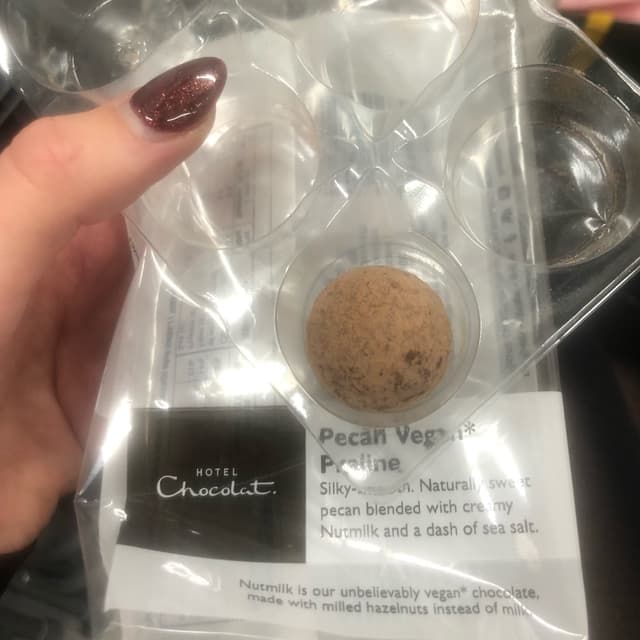 HOTEL
Chocolat.
Pecan Vegan*
Praline
Silky-smooth. Naturally sweet
pecan blended with creamy
Nutmilk and a dash of sea salt.
Nutmilk is our unbelievably vegan* chocolate,
made with milled hazelnuts instead of milk.